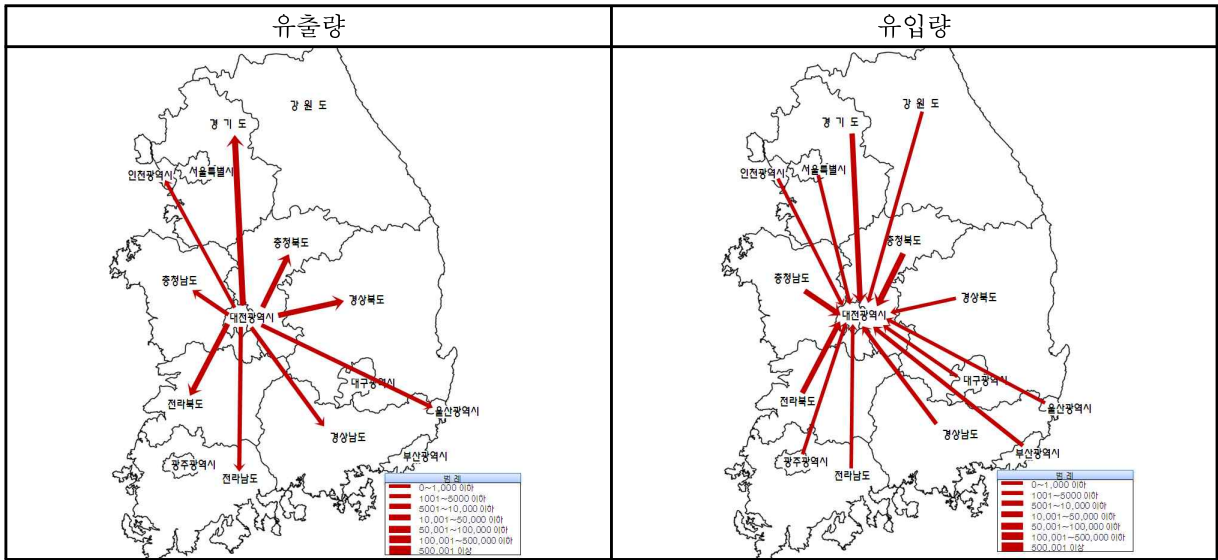 유출량
유입량
강 원 도
경 기 도
인천광역시
서울특별시
충청북도
충청남도
경상북도
대전광역시
대구광역시
전라북도
울산광역시
경상남도
부산광역시
광주광역시
전라남도
범 례
0~1,000 이하
1001~5000 이하
5001~10,000 이하
10,001~50,000 이하
50,001~100,000 이하
100,001~500,000 이하
500,001 이상
강 원 도
경 기 도
인천광역시
서울특별시
충청북도
충청남도
경상북도
대전광역시
대구광역시
전라북도
울산광역시
경상남도
부산광역시
광주광역시
전라남도
범 례
0~1,000 이하
1001~5000 이하
5001~10,000 이하
10,001~50,000 이하
50,001~100,000 이하
100,001~500,000 이하
500,001 이상